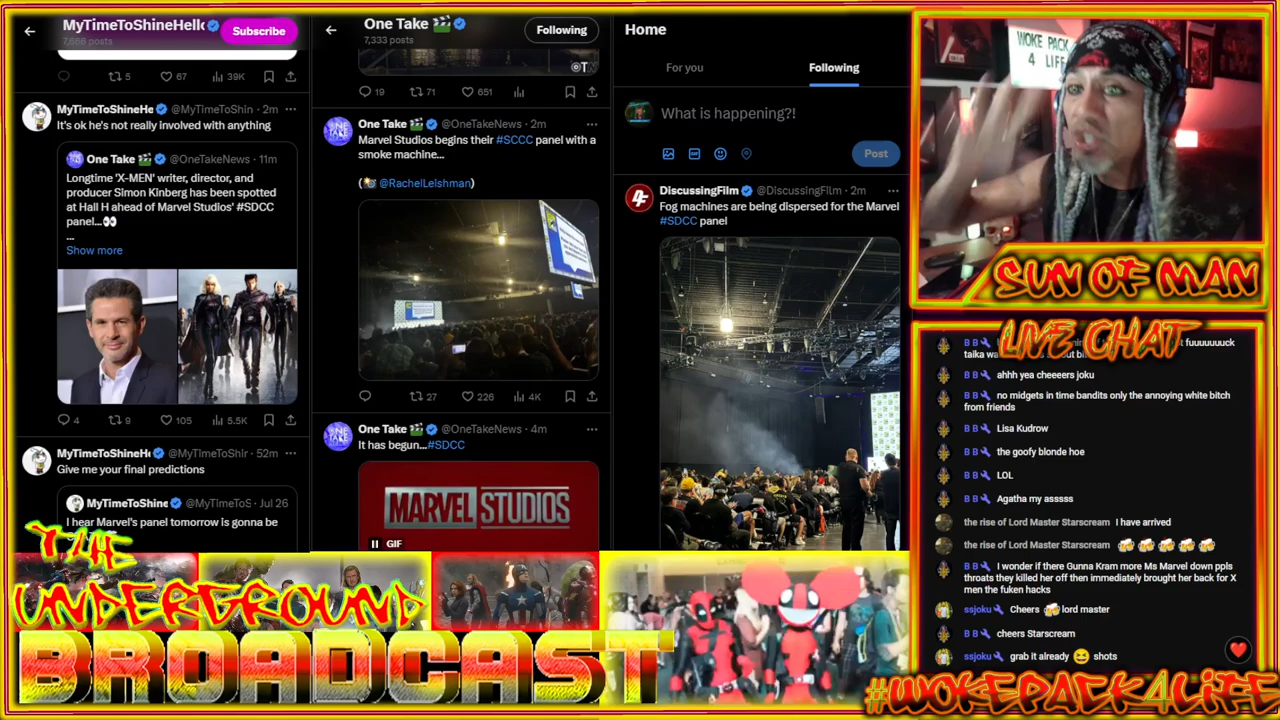 MyTimeToShineHello
Subscribe
7,666 posts
5
67
39K
MyTimeToShineHe @MyTimeToShin · 2m
It's ok he's not really involved with anything
One Take @OneTakeNews · 11m
Longtime 'X-MEN' writer, director, and
producer Simon Kinberg has been spotted
at Hall H ahead of Marvel Studios' #SDCC
panel...👀
...
Show more
4
9
105
5.5K
MyTimeToShineHe @MyTimeToShir · 52m
Give me your final predictions
MyTimeToShine @MyTimeToS · Jul 26
I hear Marvel's panel tomorrow is gonna be
One Take 🎬
Following
7,333 posts
19
71
651
One Take 🎬 @OneTakeNews · 2m
Marvel Studios begins their #SCCC panel with a
smoke machine...
(📸 @RachelLeishman)
27
226
4K
One Take 🎬 @OneTakeNews · 4m
It has begun...#SDCC
MARVEL STUDIOS
GIF
Home
For you
Following
What is happening?!
Post
DiscussingFilm @DiscussingFilm · 2m
Fog machines are being dispersed for the Marvel
#SDCC panel
WOKE PACK
4 LIFE
SUN OF MAN
LIVE CHAT
fuuuuuuck
B B ahhh yea cheeeers joku
B B no midgets in time bandits only the annoying white bitch
from friends
B B Lisa Kudrow
B B the goofy blonde hoe
B B LOL
B B Agatha my asssss
the rise of Lord Master Starscream I have arrived
the rise of Lord Master Starscream 🍻🍻🍻🍻🍻
B B I wonder if there Gunna Kram more Ms Marvel down ppls
throats they killed her off then immediately brought her back for X
men the fuken hacks
ssjoku Cheers 🍻 lord master
B B cheers Starscream
ssjoku grab it already 😆 shots
THE
UNDERGROUND
BROADCAST
#WOKEPACK4LIFE